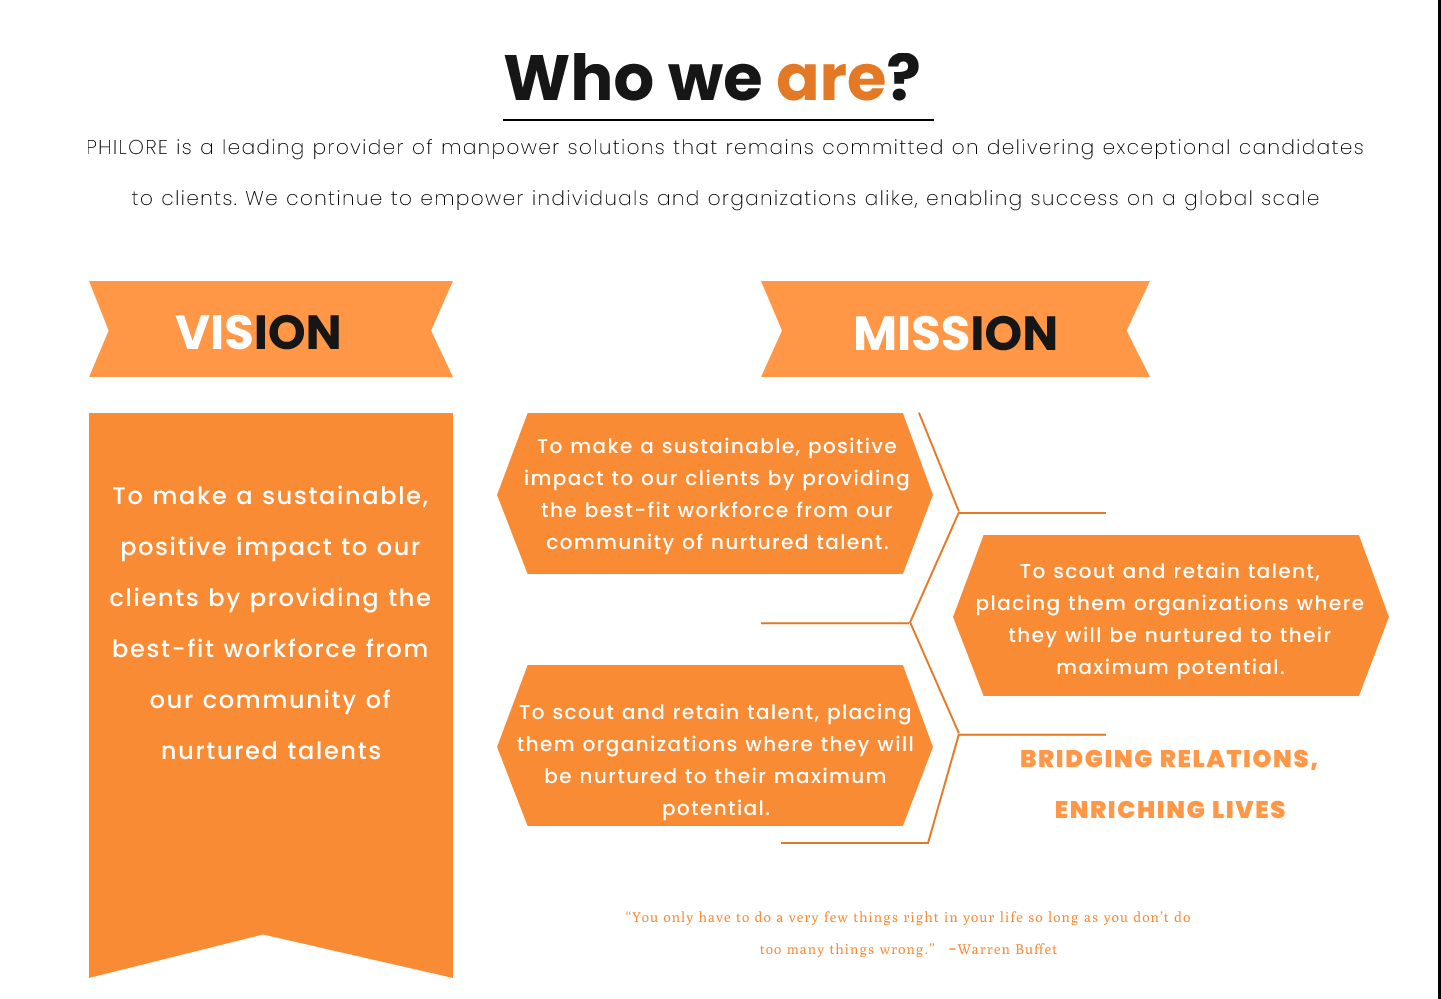 Who we are?
PHILORE is a leading provider of manpower solutions that remains committed on delivering exceptional candidates
to clients. We continue to empower individuals and organizations alike, enabling success on a global scale
VISION
To make a sustainable,
positive impact to our
clients by providing the
best-fit workforce from
our community of
nurtured talents
MISSION
To make a sustainable, positive
impact to our clients by providing
the best-fit workforce from our
community of nurtured talent.
To scout and retain talent,
placing them organizations where
they will be nurtured to their
maximum potential.
To scout and retain talent, placing
them organizations where they will
be nurtured to their maximum
potential.
BRIDGING RELATIONS,
ENRICHING LIVES
“You only have to do a very few things right in your life so long as you don’t do
too many things wrong.” –Warren Buffet